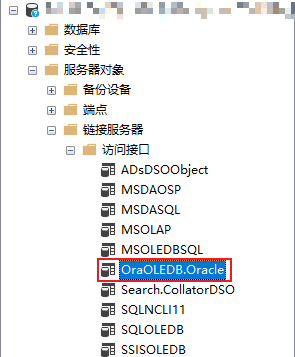 数据库
安全性
服务器对象
备份设备
端点
链接服务器
访问接口
ADsDSOObject
MSDAOSP
MSDASQL
MSOLAP
MSOLEDBSQL
OraOLEDB.Oracle
Search.CollatorDSO
SQLNCLI11
SQLOLEDB
SSISOLEDB